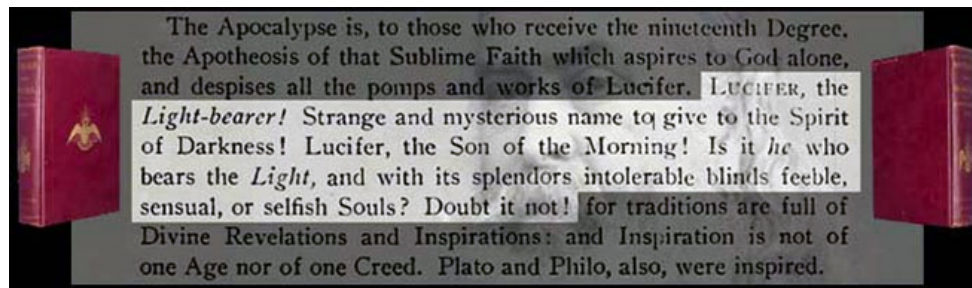 The Apocalypse is, to those who receive the nineteenth Degree,
the Apotheosis of that Sublime Faith which aspires to God alone,
and despises all the pomps and works of Lucifer. LUCIFER, the
Light-bearer! Strange and mysterious name to give to the Spirit
of Darkness! Lucifer, the Son of the Morning! Is it he who
bears the Light, and with its splendors intolerable blinds feeble,
sensual, or selfish Souls? Doubt it not! for traditions are full of
Divine Revelations and Inspirations: and Inspiration is not of
one Age nor of one Creed. Plato and Philo, also, were inspired.